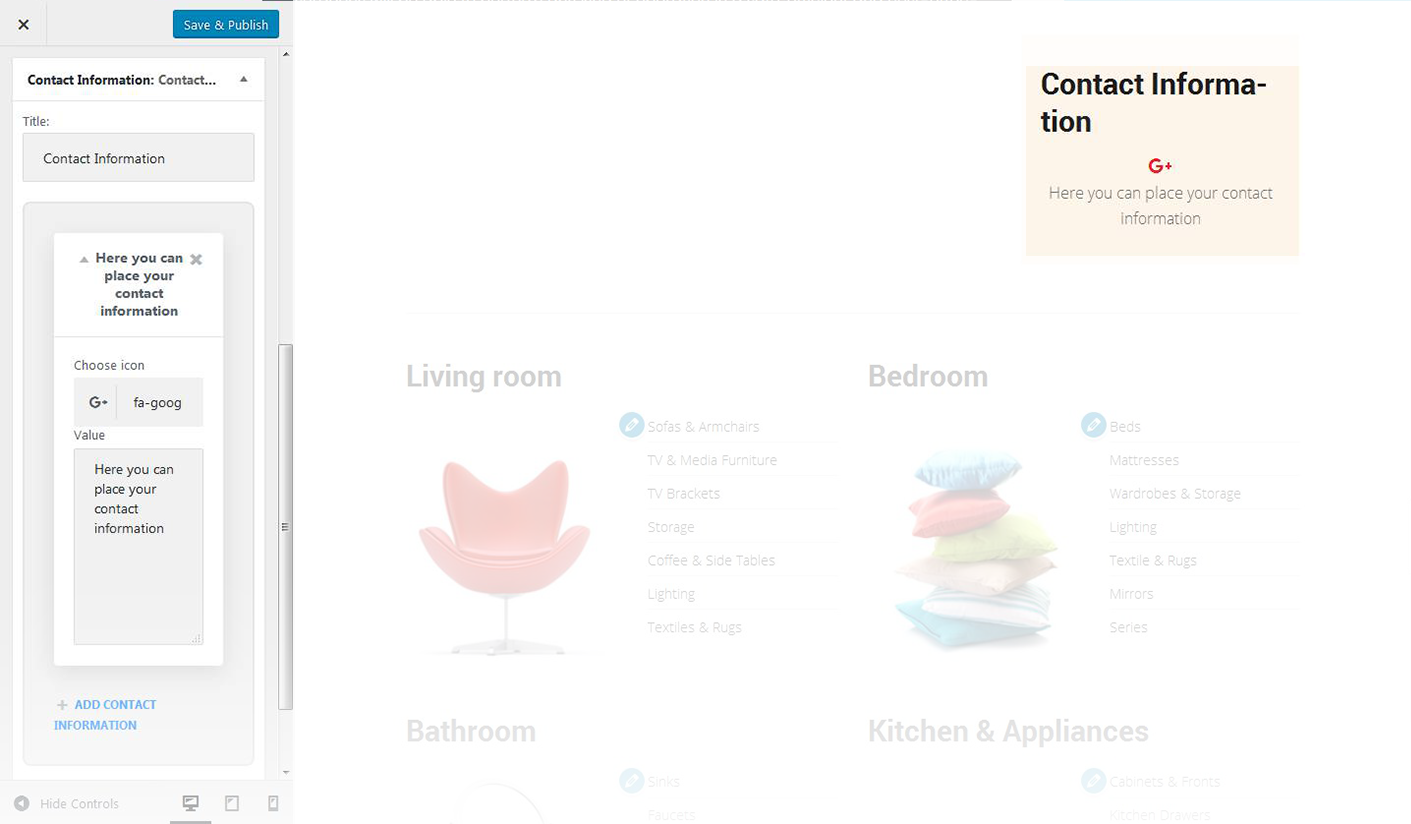 Save & Publish
Contact Information: Contact...
Title:
Contact Information
Here you can
place your
contact
information
Choose icon
G+
fa-goog
Value
Here you can
place your
contact
information
ADD CONTACT
INFORMATION
Hide Controls
Contact Informa-
tion
G+
Here you can place your contact
information
Living room
Sofas & Armchairs
TV & Media Furniture
TV Brackets
Storage
Coffee & Side Tables
Lighting
Textiles & Rugs
Bedroom
Beds
Mattresses
Wardrobes & Storage
Lighting
Textile & Rugs
Mirrors
Series
Bathroom
Sinks
Faucets
Kitchen & Appliances
Cabinets & Fronts
Kitchen Drawers